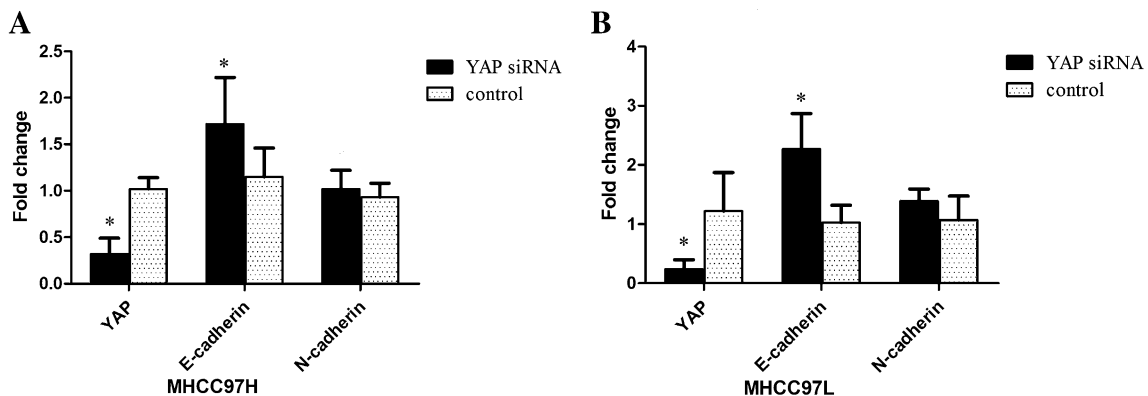 A
2.5
2.0
1.5
1.0
0.5
0.0
Fold change
*
*
YAP
E-cadherin
N-cadherin
MHCC97H
YAP siRNA
control
B
4
3
2
1
0
Fold change
*
*
YAP
E-cadherin
N-cadherin
MHCC97L
YAP siRNA
control